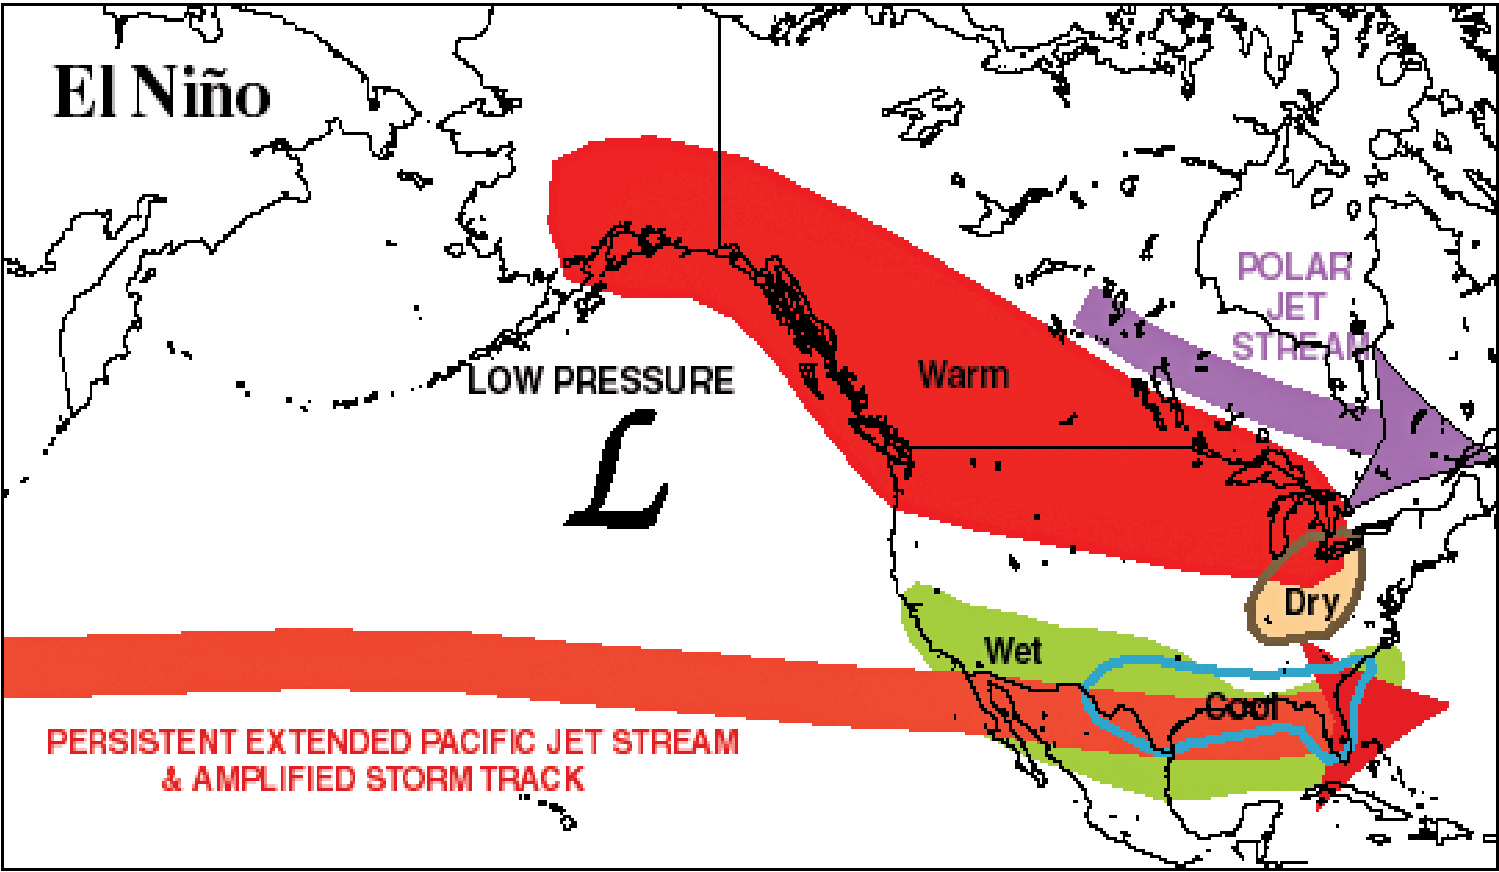 El Niño
POLAR
JET
STREAM
LOW PRESSURE
Warm
L
Dry
Wet
Cool
PERSISTENT EXTENDED PACIFIC JET STREAM
& AMPLIFIED STORM TRACK